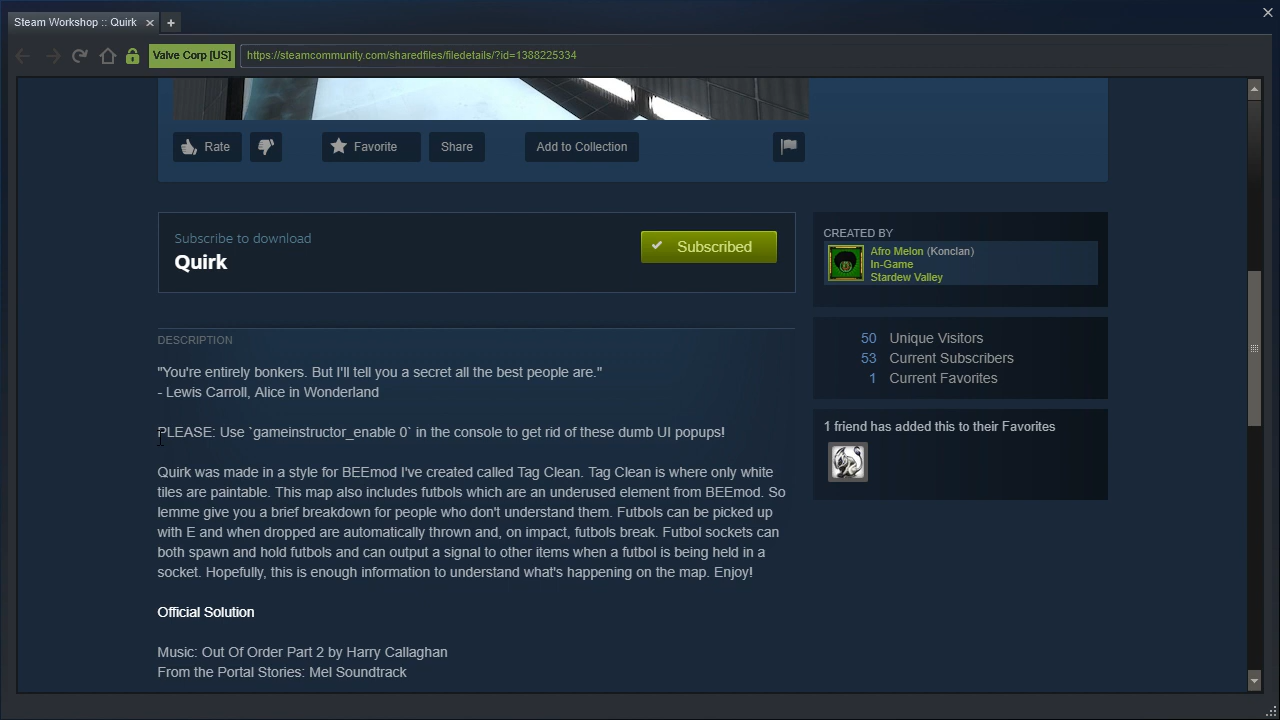 Steam Workshop :: Quirk
Valve Corp [US]
https://steamcommunity.com/sharedfiles/filedetails/?id=1388225334
Rate
Favorite
Share
Add to Collection
Subscribe to download
Quirk
Subscribed
CREATED BY
Afro Melon (Konclan)
In-Game
Stardew Valley
50 Unique Visitors
53 Current Subscribers
1 Current Favorites
1 friend has added this to their Favorites
DESCRIPTION
"You're entirely bonkers. But I'll tell you a secret all the best people are."
- Lewis Carroll, Alice in Wonderland
PLEASE: Use `gameinstructor_enable 0` in the console to get rid of these dumb UI popups!
Quirk was made in a style for BEEmod I've created called Tag Clean. Tag Clean is where only white
tiles are paintable. This map also includes futbols which are an underused element from BEEmod. So
lemme give you a brief breakdown for people who don't understand them. Futbols can be picked up
with E and when dropped are automatically thrown and, on impact, futbols break. Futbol sockets can
both spawn and hold futbols and can output a signal to other items when a futbol is being held in a
socket. Hopefully, this is enough information to understand what's happening on the map. Enjoy!
Official Solution
Music: Out Of Order Part 2 by Harry Callaghan
From the Portal Stories: Mel Soundtrack